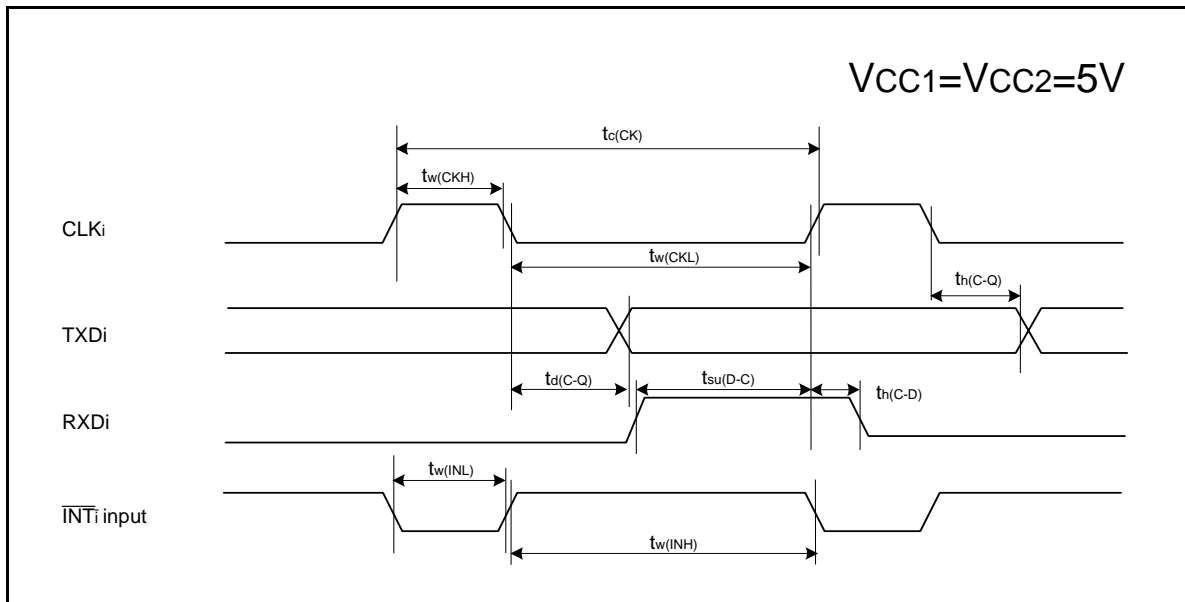 VCC1=VCC2=5V
tc(CK)
tw(CKH)
CLKi
tw(CKL)
th(C-Q)
TXDi
td(C-Q)
tsu(D-C)
th(C-D)
RXDi
tw(INL)
INTi input
tw(INH)